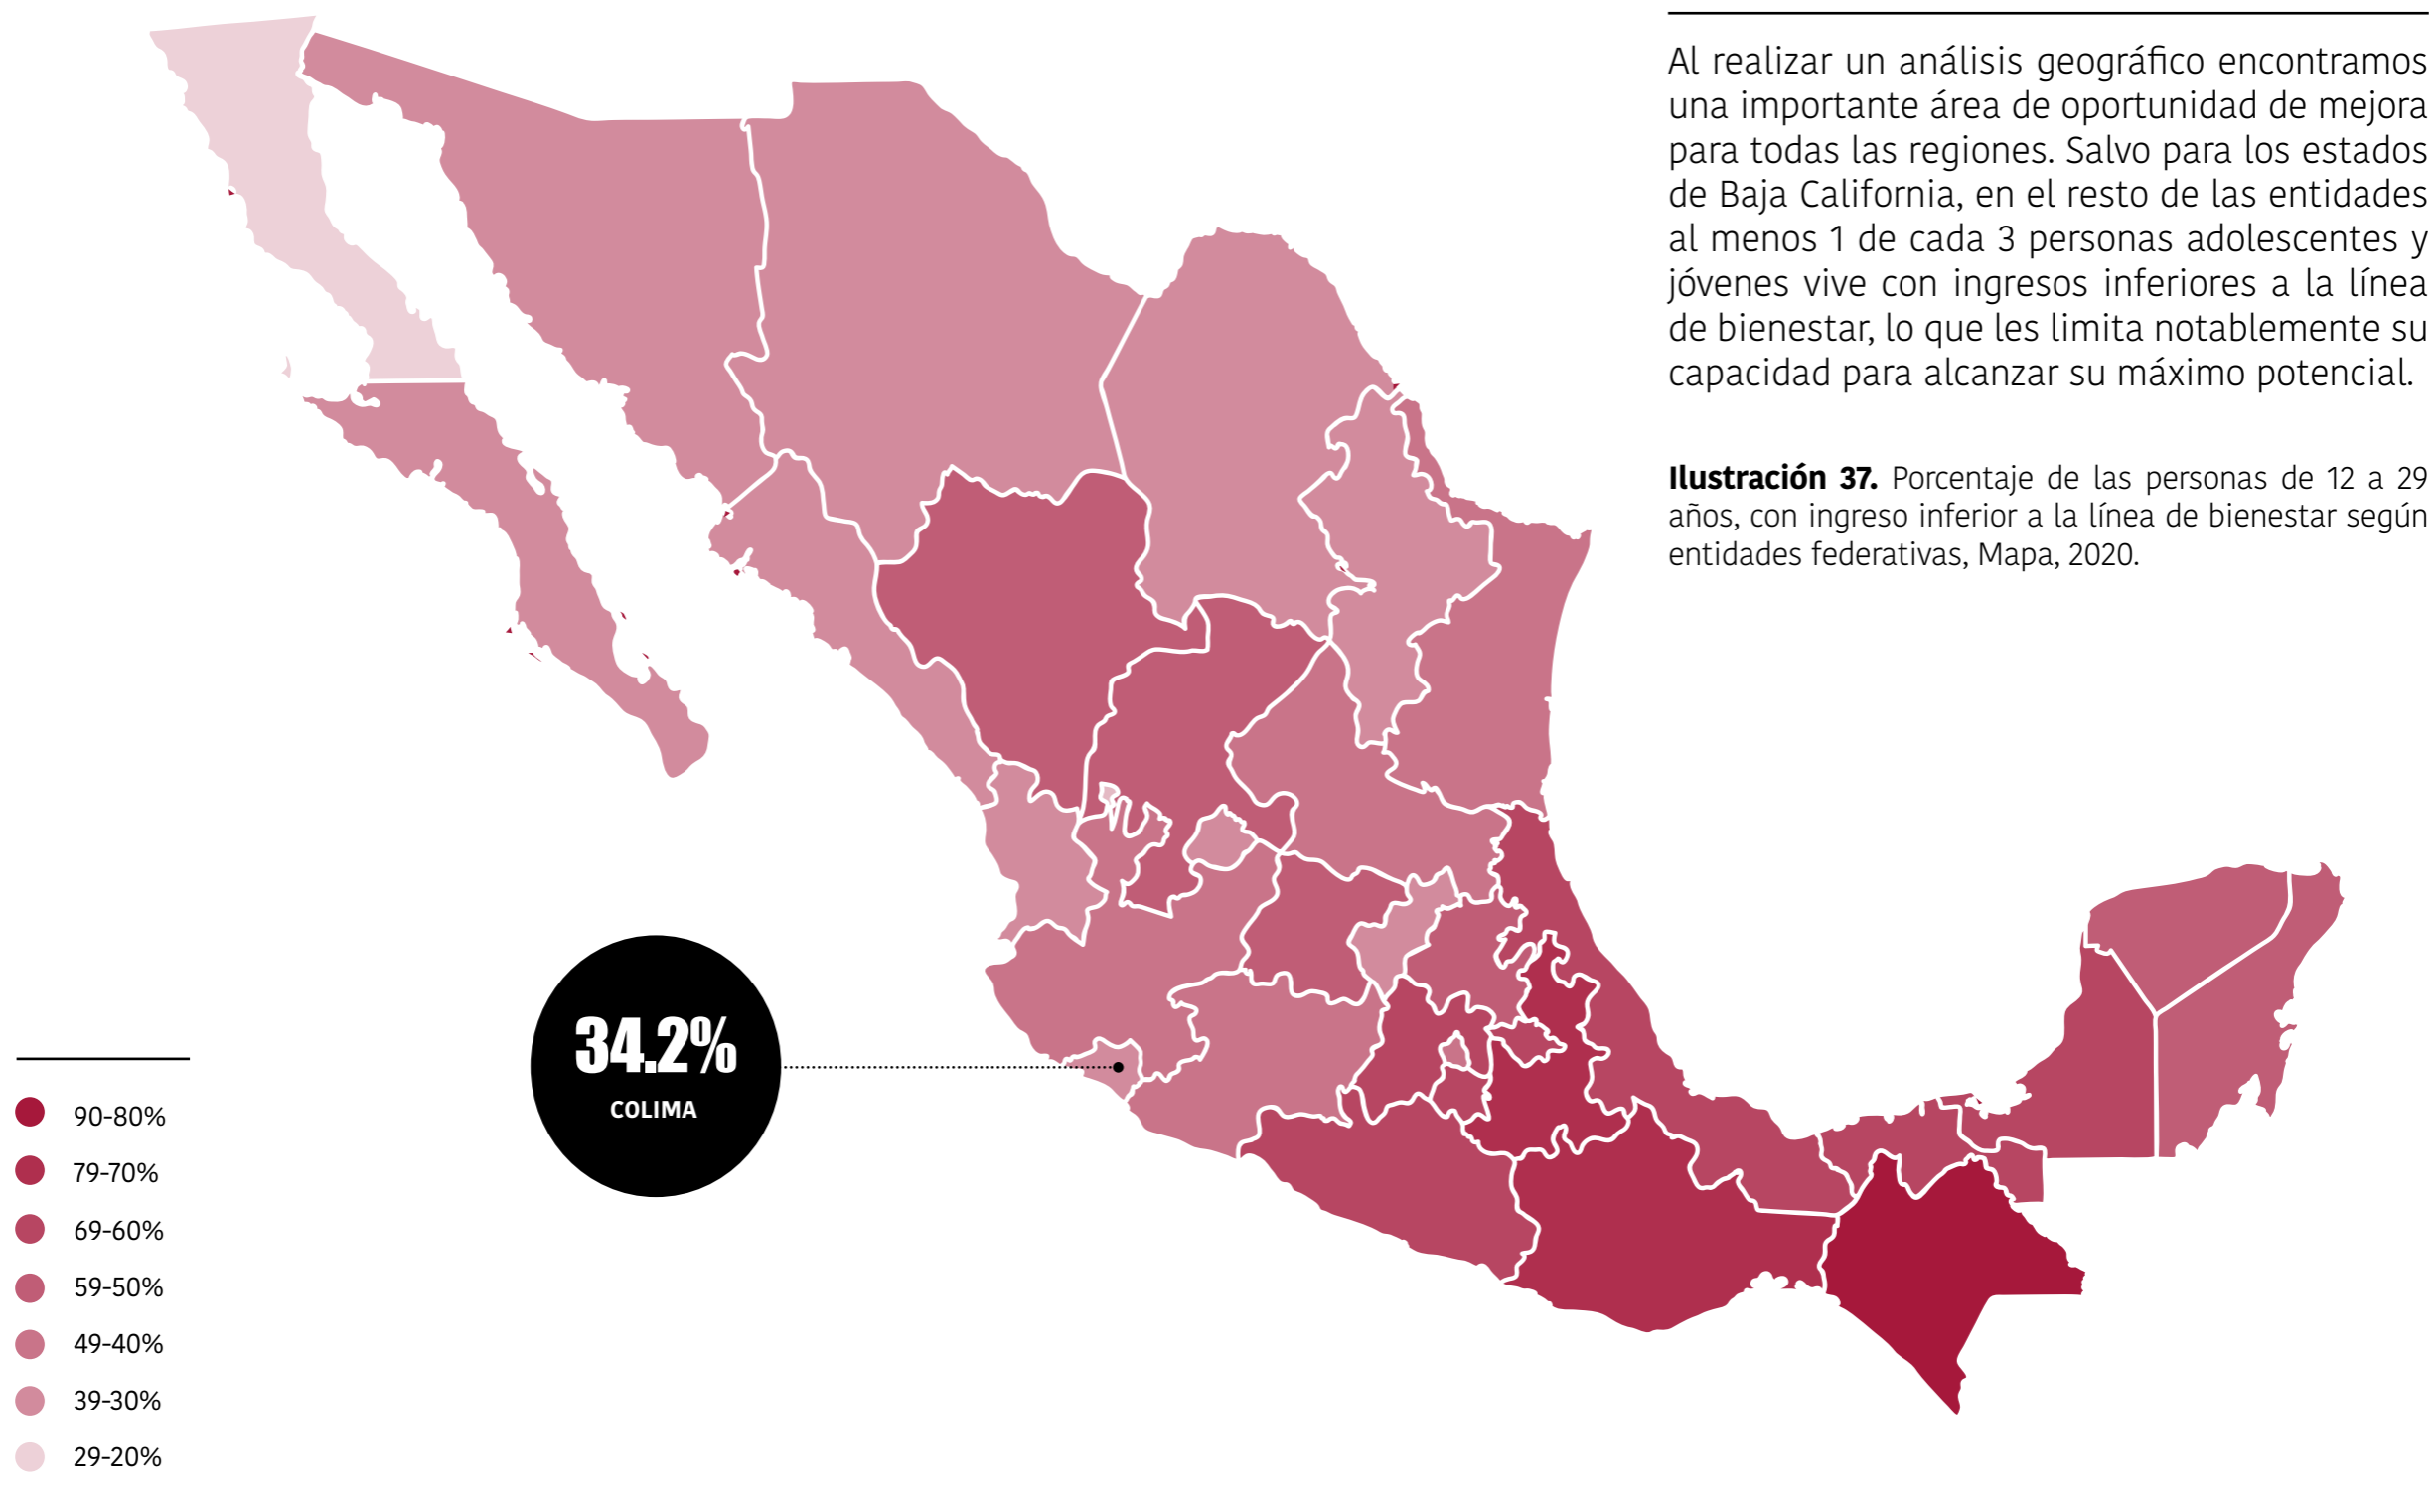 Al realizar un análisis geográfico encontramos
una importante área de oportunidad de mejora
para todas las regiones. Salvo para los estados
de Baja California, en el resto de las entidades
al menos 1 de cada 3 personas adolescentes y
jóvenes vive con ingresos inferiores a la línea
de bienestar, lo que les limita notablemente su
capacidad para alcanzar su máximo potencial.
Ilustración 37. Porcentaje de las personas de 12 a 29
años, con ingreso inferior a la línea de bienestar según
entidades federativas, Mapa, 2020.
34.2%
COLIMA
90-80%
79-70%
69-60%
59-50%
49-40%
39-30%
29-20%